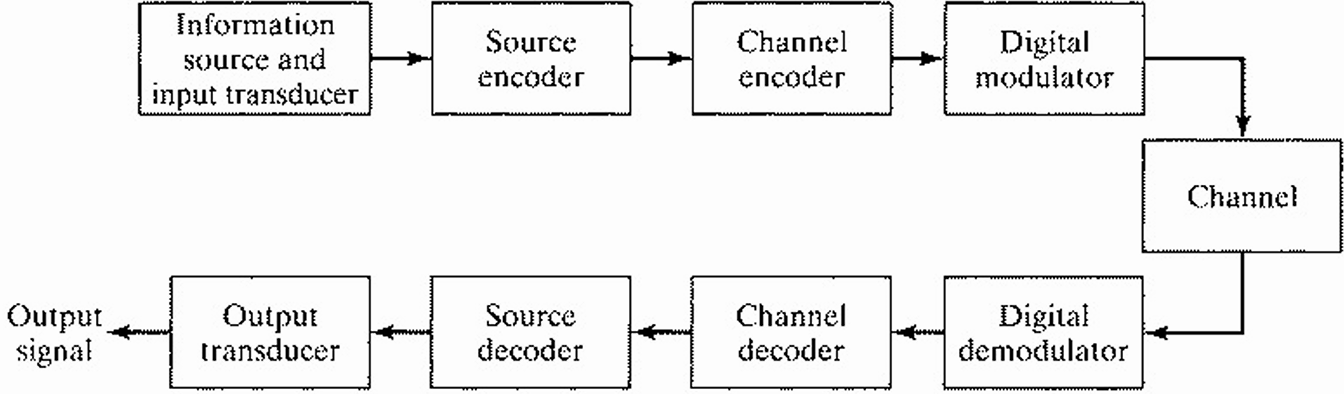 Information
source and
input transducer
Source
encoder
Channel
encoder
Digital
modulator
Channel
Output
signal
Output
transducer
Source
decoder
Channel
decoder
Digital
demodulator